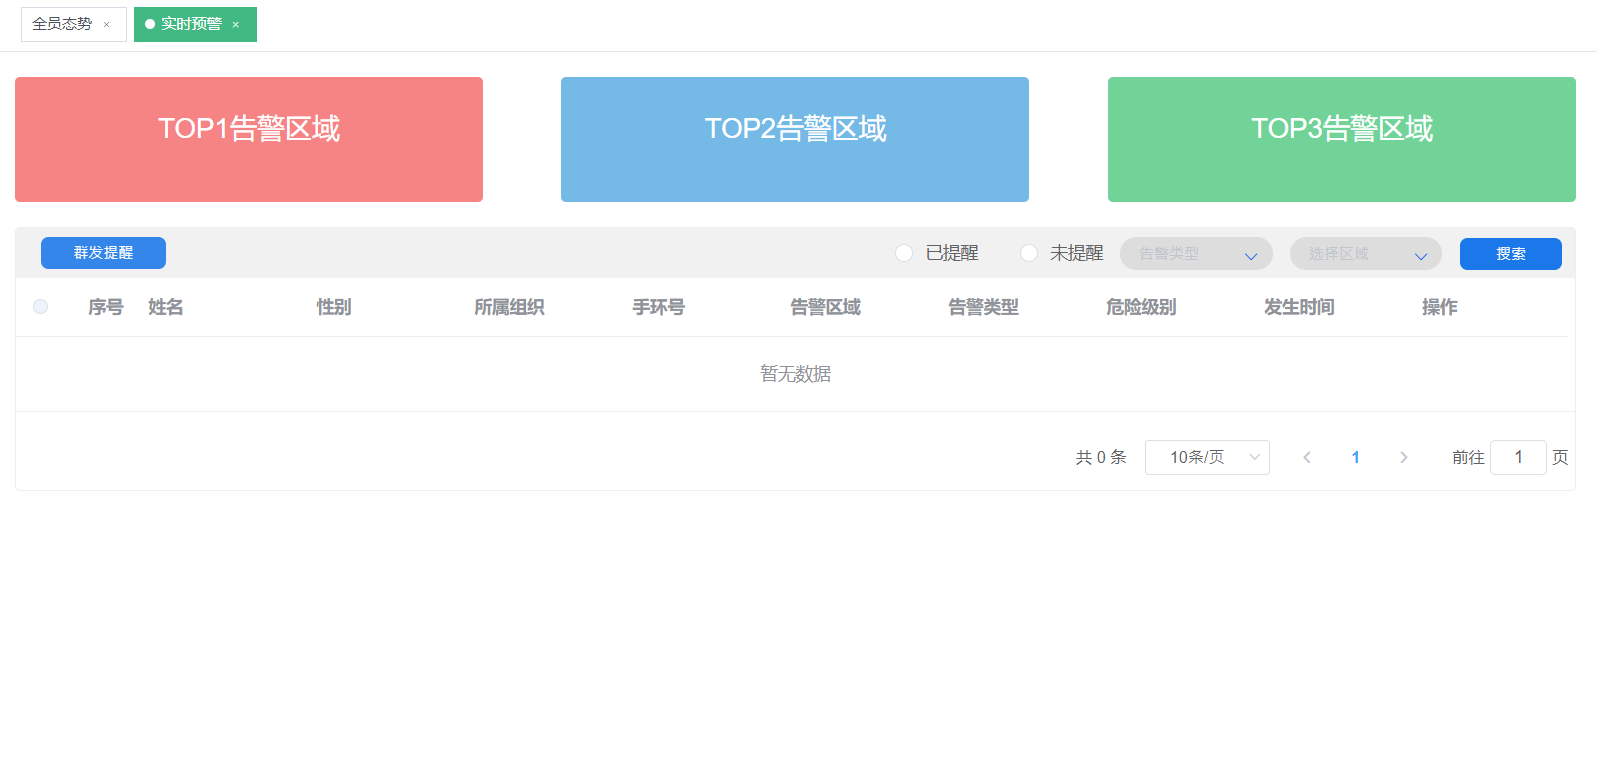 全员态势 × 实时预警 ×
TOP1告警区域 TOP2告警区域 TOP3告警区域
群发提醒 已提醒 未提醒 告警类型 选择区域 搜索
序号 姓名 性别 所属组织 手环号 告警区域 告警类型 危险级别 发生时间 操作
暂无数据
共 0 条 10条/页 1 前往 1 页